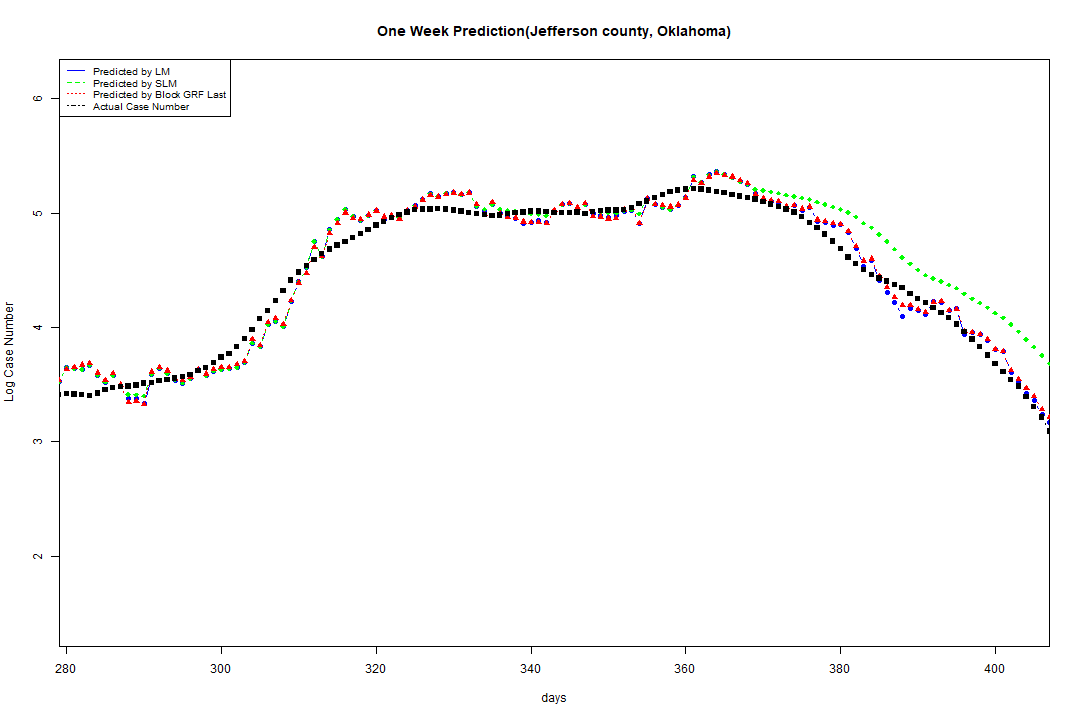 One Week Prediction(Jefferson county, Oklahoma)
Predicted by LM
Predicted by SLM
Predicted by Block GRF Last
Actual Case Number
6
5
4
3
2
Log Case Number
280 300 320 340 360 380 400
days